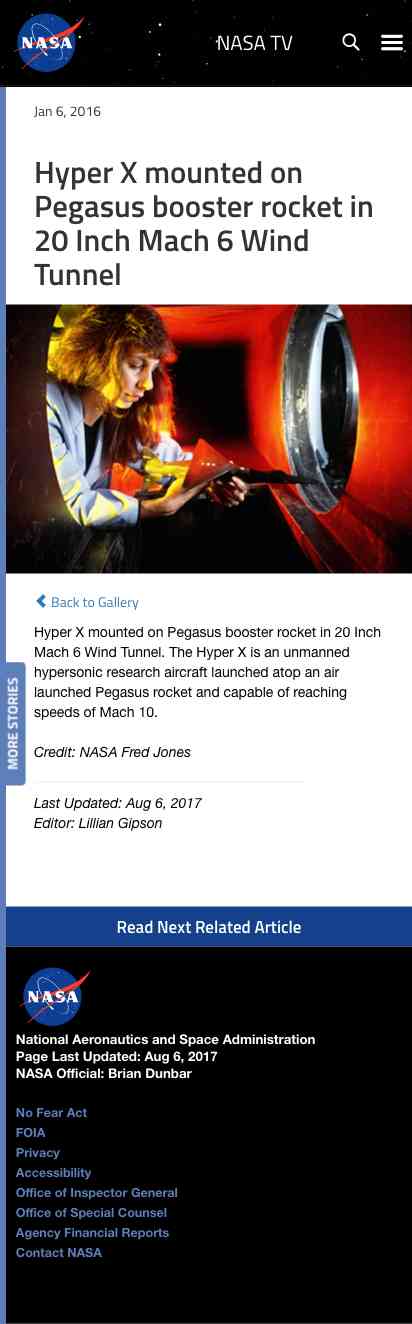 NASA
NASA TV
Jan 6, 2016
Hyper X mounted on
Pegasus booster rocket in
20 Inch Mach 6 Wind
Tunnel
Back to Gallery
Hyper X mounted on Pegasus booster rocket in 20 Inch
Mach 6 Wind Tunnel. The Hyper X is an unmanned
hypersonic research aircraft launched atop an air
launched Pegasus rocket and capable of reaching
speeds of Mach 10.
MORE STORIES
Credit: NASA Fred Jones
Last Updated: Aug 6, 2017
Editor: Lillian Gipson
Read Next Related Article
NASA
National Aeronautics and Space Administration
Page Last Updated: Aug 6, 2017
NASA Official: Brian Dunbar
No Fear Act
FOIA
Privacy
Accessibility
Office of Inspector General
Office of Special Counsel
Agency Financial Reports
Contact NASA